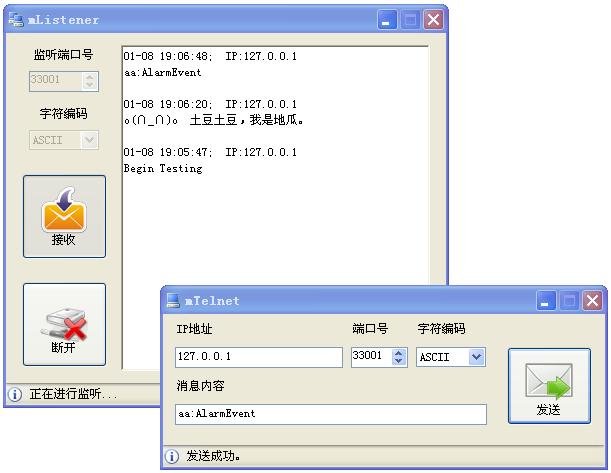 mListener
监听端口号
33001
字符编码
ASCII
接收
断开
01-08 19:06:48; IP:127.0.0.1
aa:AlarmEvent
01-08 19:06:20; IP:127.0.0.1
。(∩_∩)。 土豆土豆,我是地瓜。
01-08 19:05:47; IP:127.0.0.1
Begin Testing
正在进行监听...
mTelnet
IP地址 端口号 字符编码
127.0.0.1 33001 ASCII
消息内容
aa:AlarmEvent
发送
发送成功。